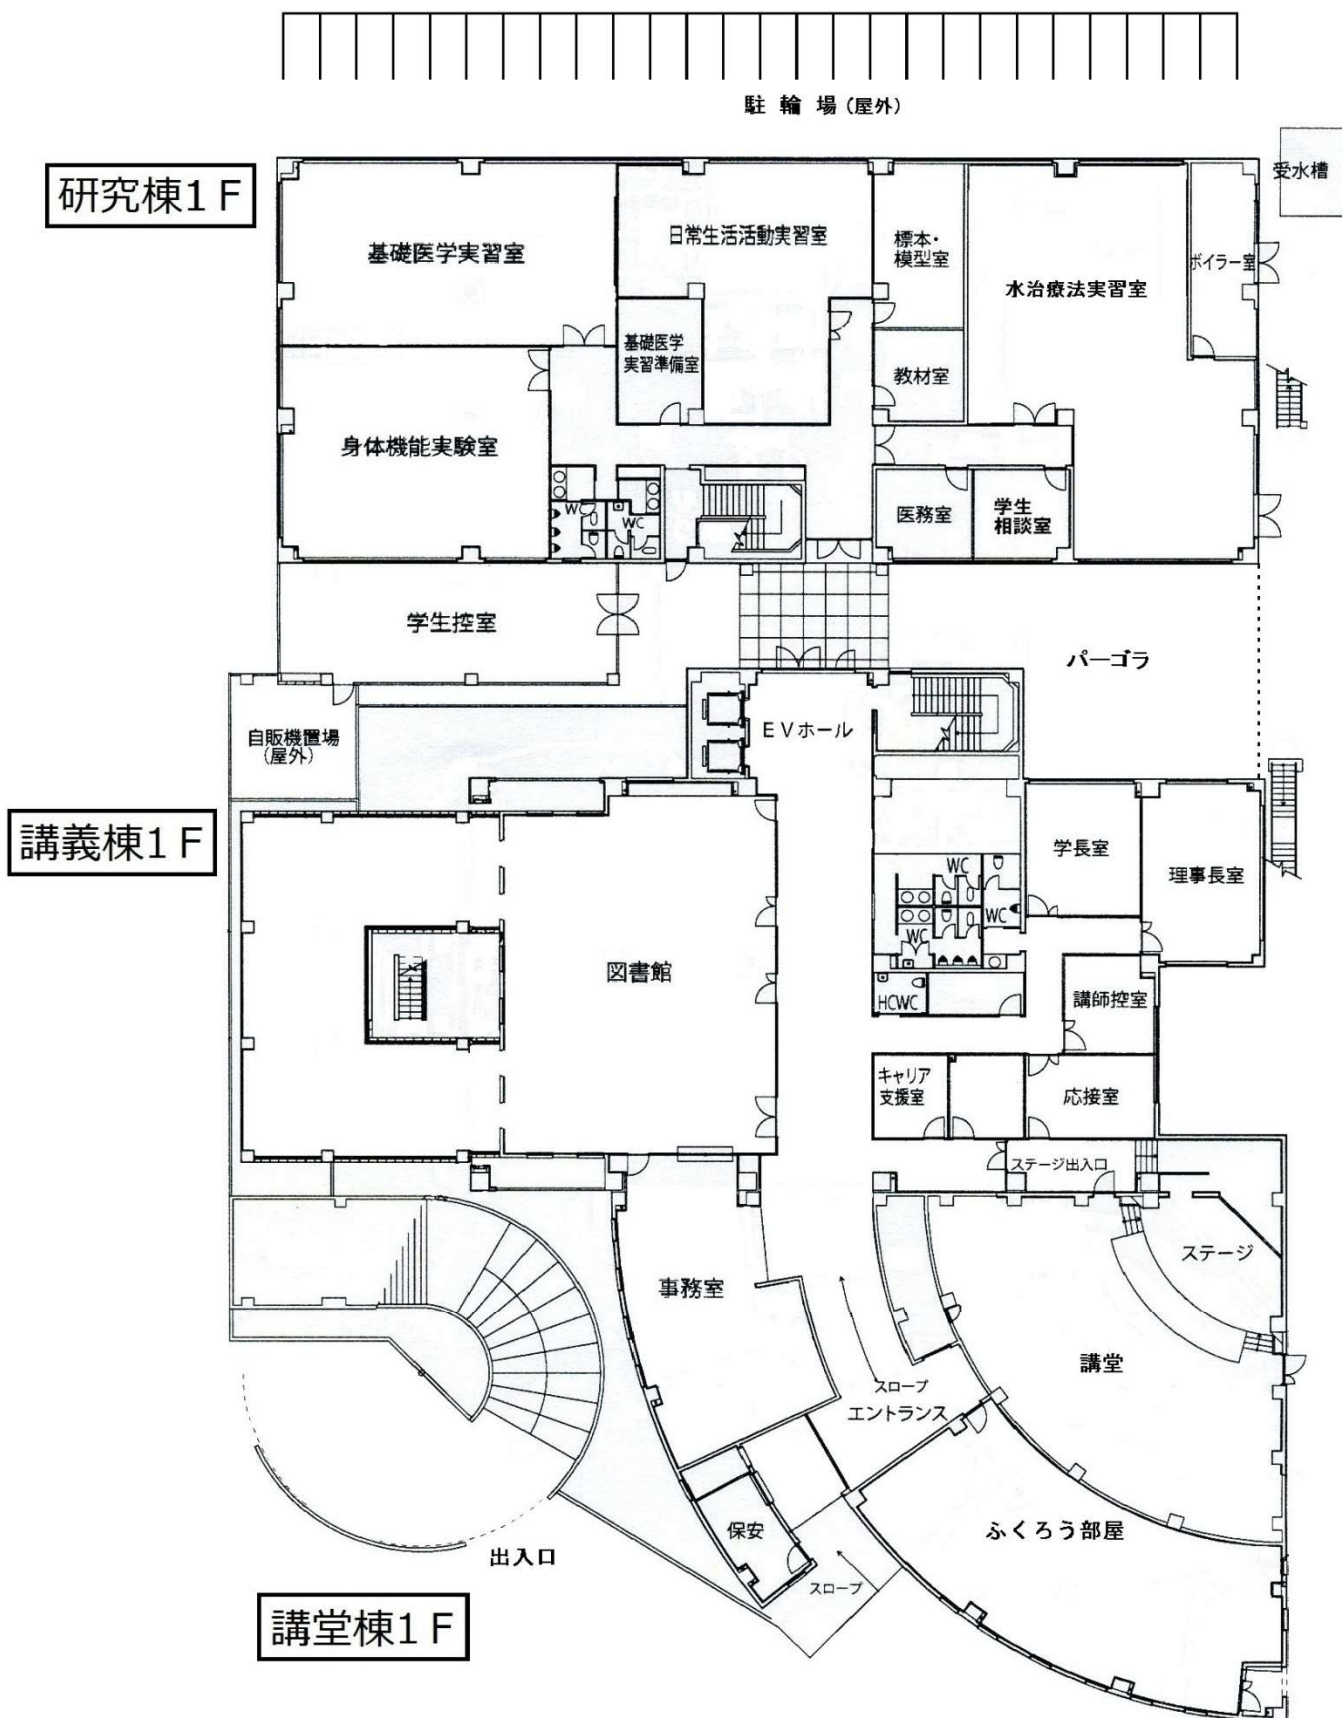 駐輪場(屋外)
研究棟1F
受水槽
基礎医学実習室
日常生活活動実習室
標本・
模型室
水治療法実習室
ボイラー室
基礎医学
実習準備室
教材室
身体機能実験室
WC
WC
医務室
学生
相談室
学生控室
パーゴラ
EVホール
自販機置場
(屋外)
講義棟1F
学長室
理事長室
WC
WC
WC
図書館
HCWC
講師控室
キャリア
支援室
応接室
ステージ出入口
ステージ
事務室
講堂
スロープ
エントランス
保安
ふくろう部屋
出入口
スロープ
講堂棟1F